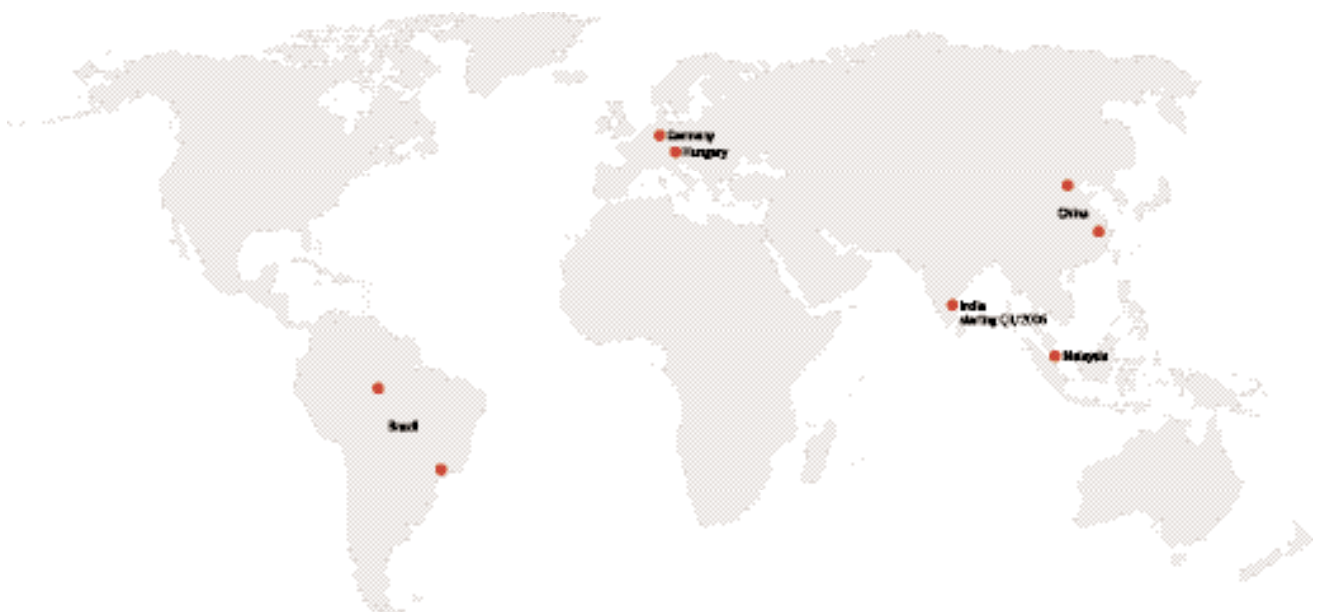 Germany
Hungary
China
India
starting Q1/2006
Malaysia
Brazil